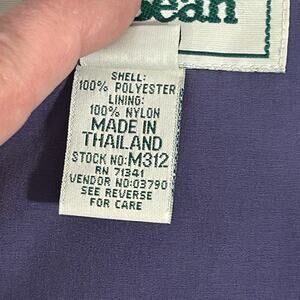 Bean
SHELL:
100% POLYESTER
LINING:
100% NYLON
MADE IN
THAILAND
STOCK NO:M312
RN 71341
VENDOR NO:03790
SEE REVERSE
FOR CARE